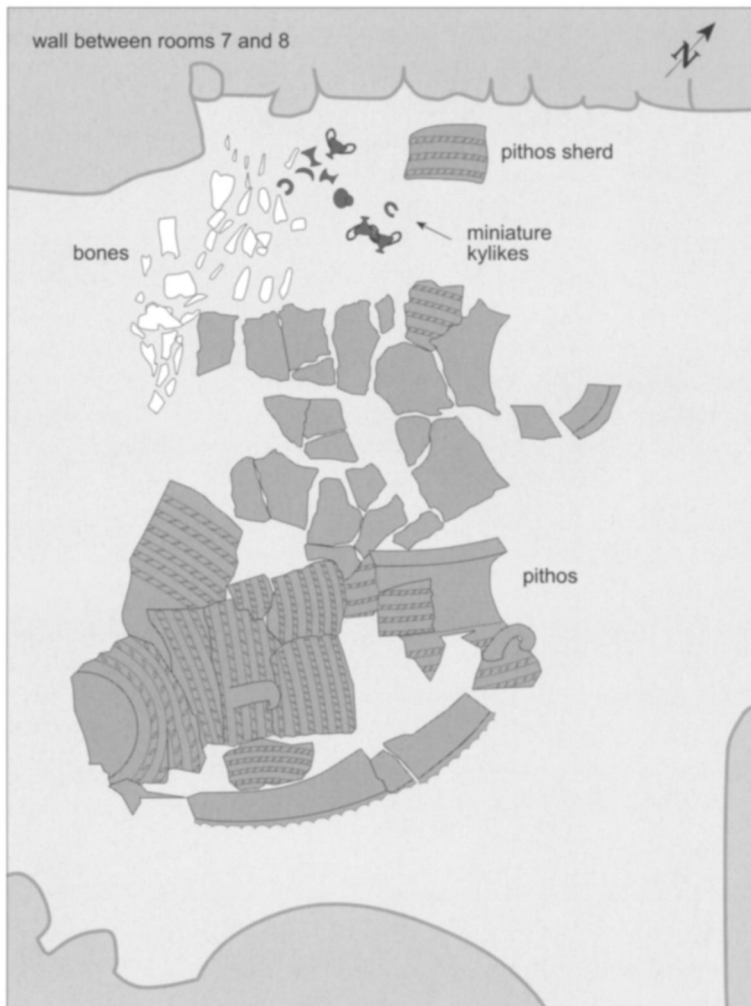 wall between rooms 7 and 8
N
pithos sherd
miniature
kylikes
bones
pithos